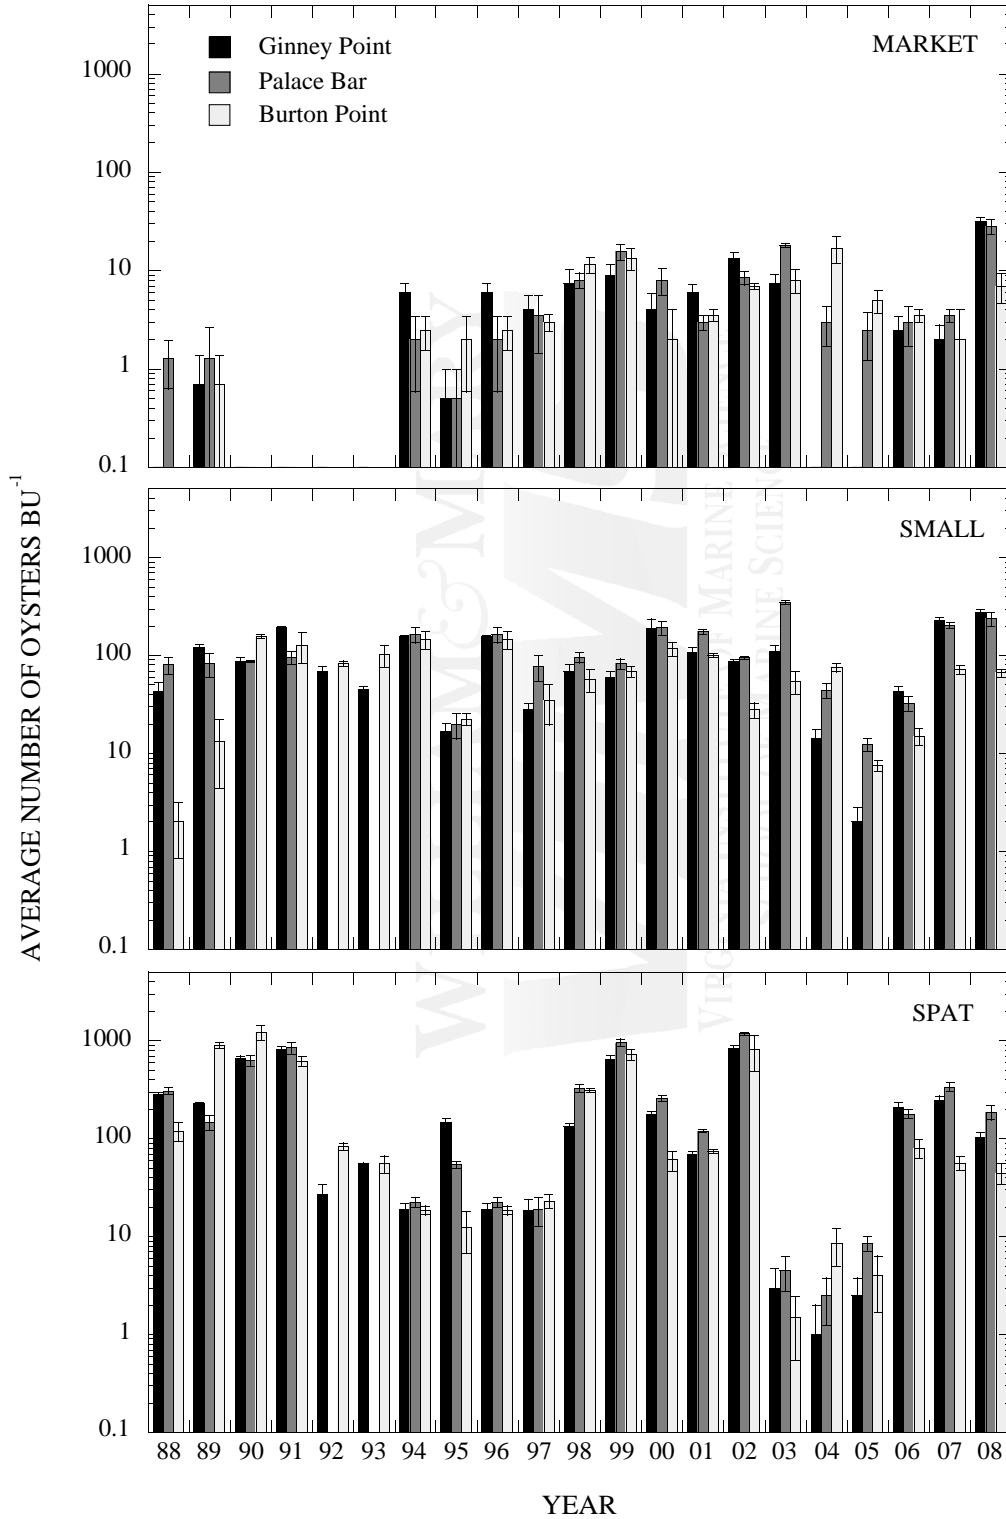 MARKET
Ginney Point
Palace Bar
Burton Point
1000
100
10
1
0.1
SMALL
1000
100
10
1
0.1
SPAT
1000
100
10
1
0.1
AVERAGE NUMBER OF OYSTERS BU-1
88 89 90 91 92 93 94 95 96 97 98 99 00 01 02 03 04 05 06 07 08
YEAR
WILLIAM & MARY